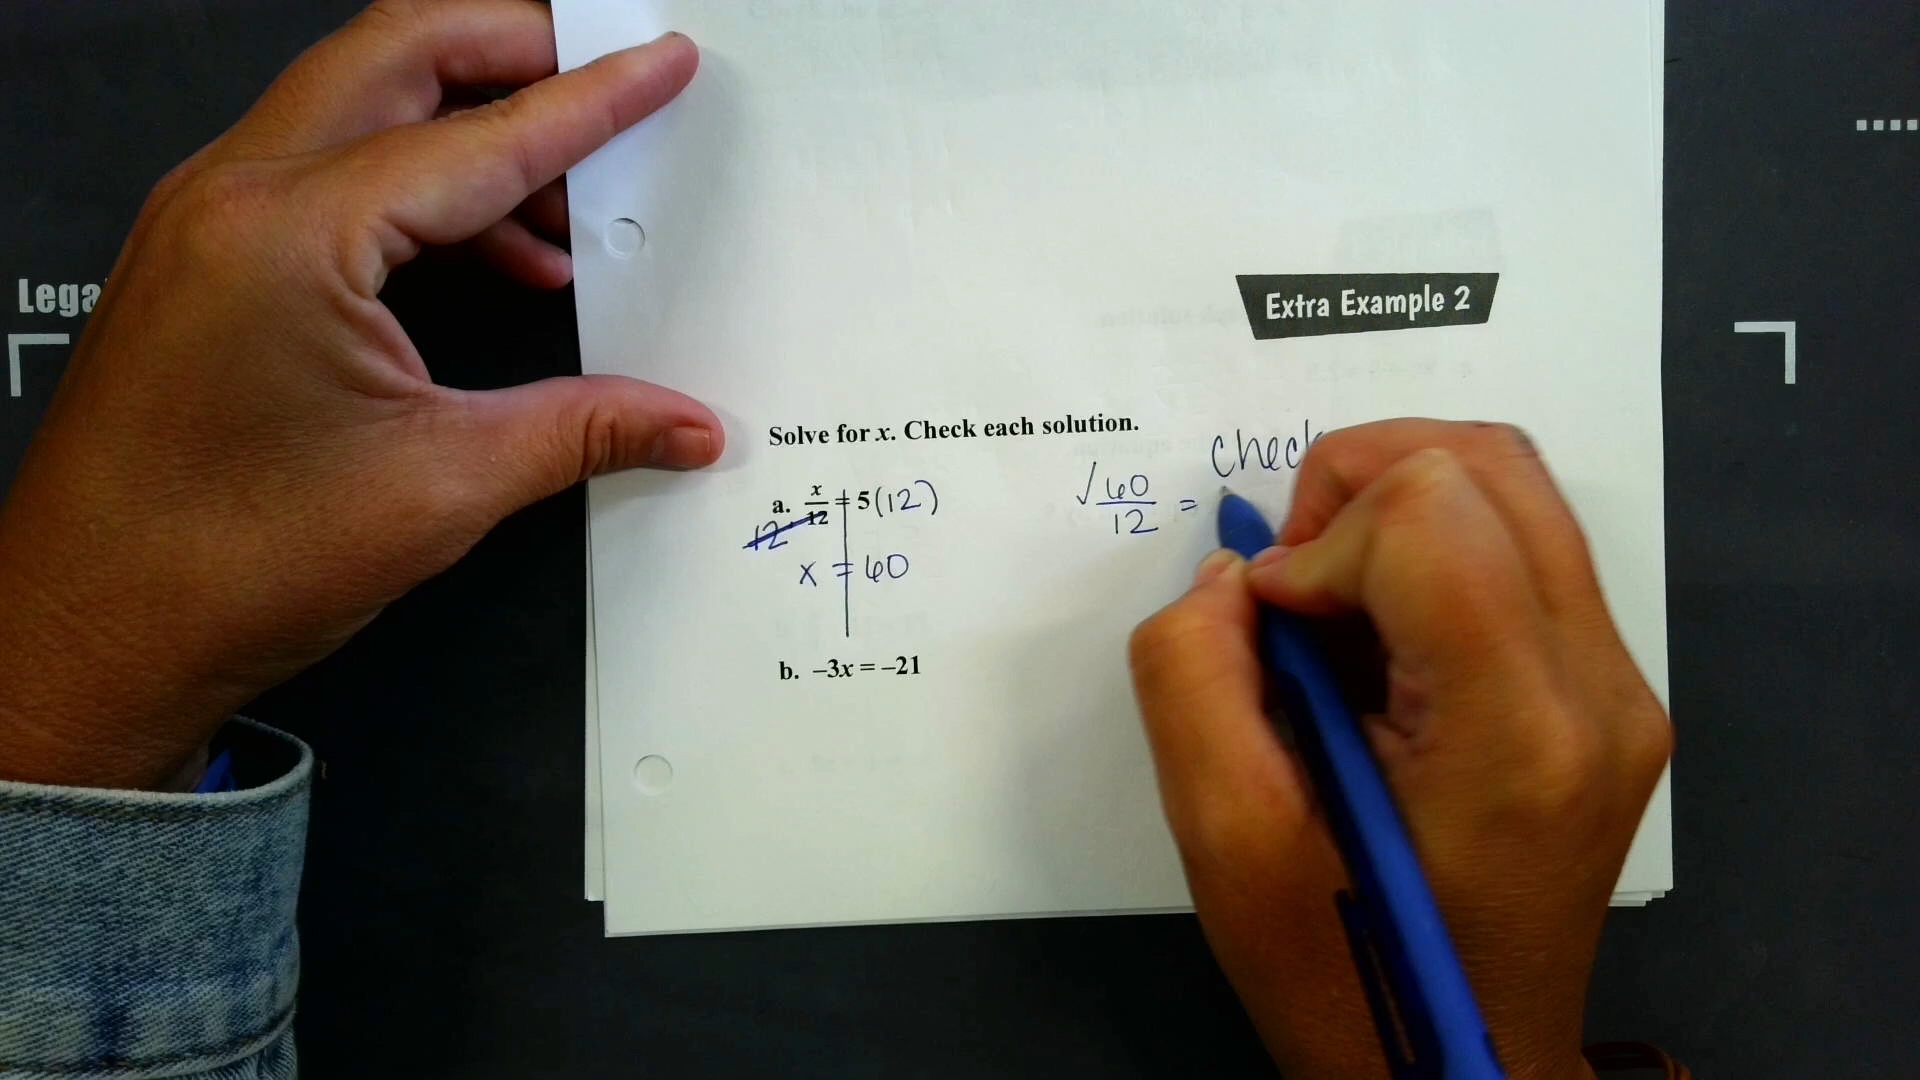 Lega
Extra Example 2
Solve for x. Check each solution.
Chec
a. x/12 = 5(12)
12
x = 60
√ 60/12 =
b. –3x = –21